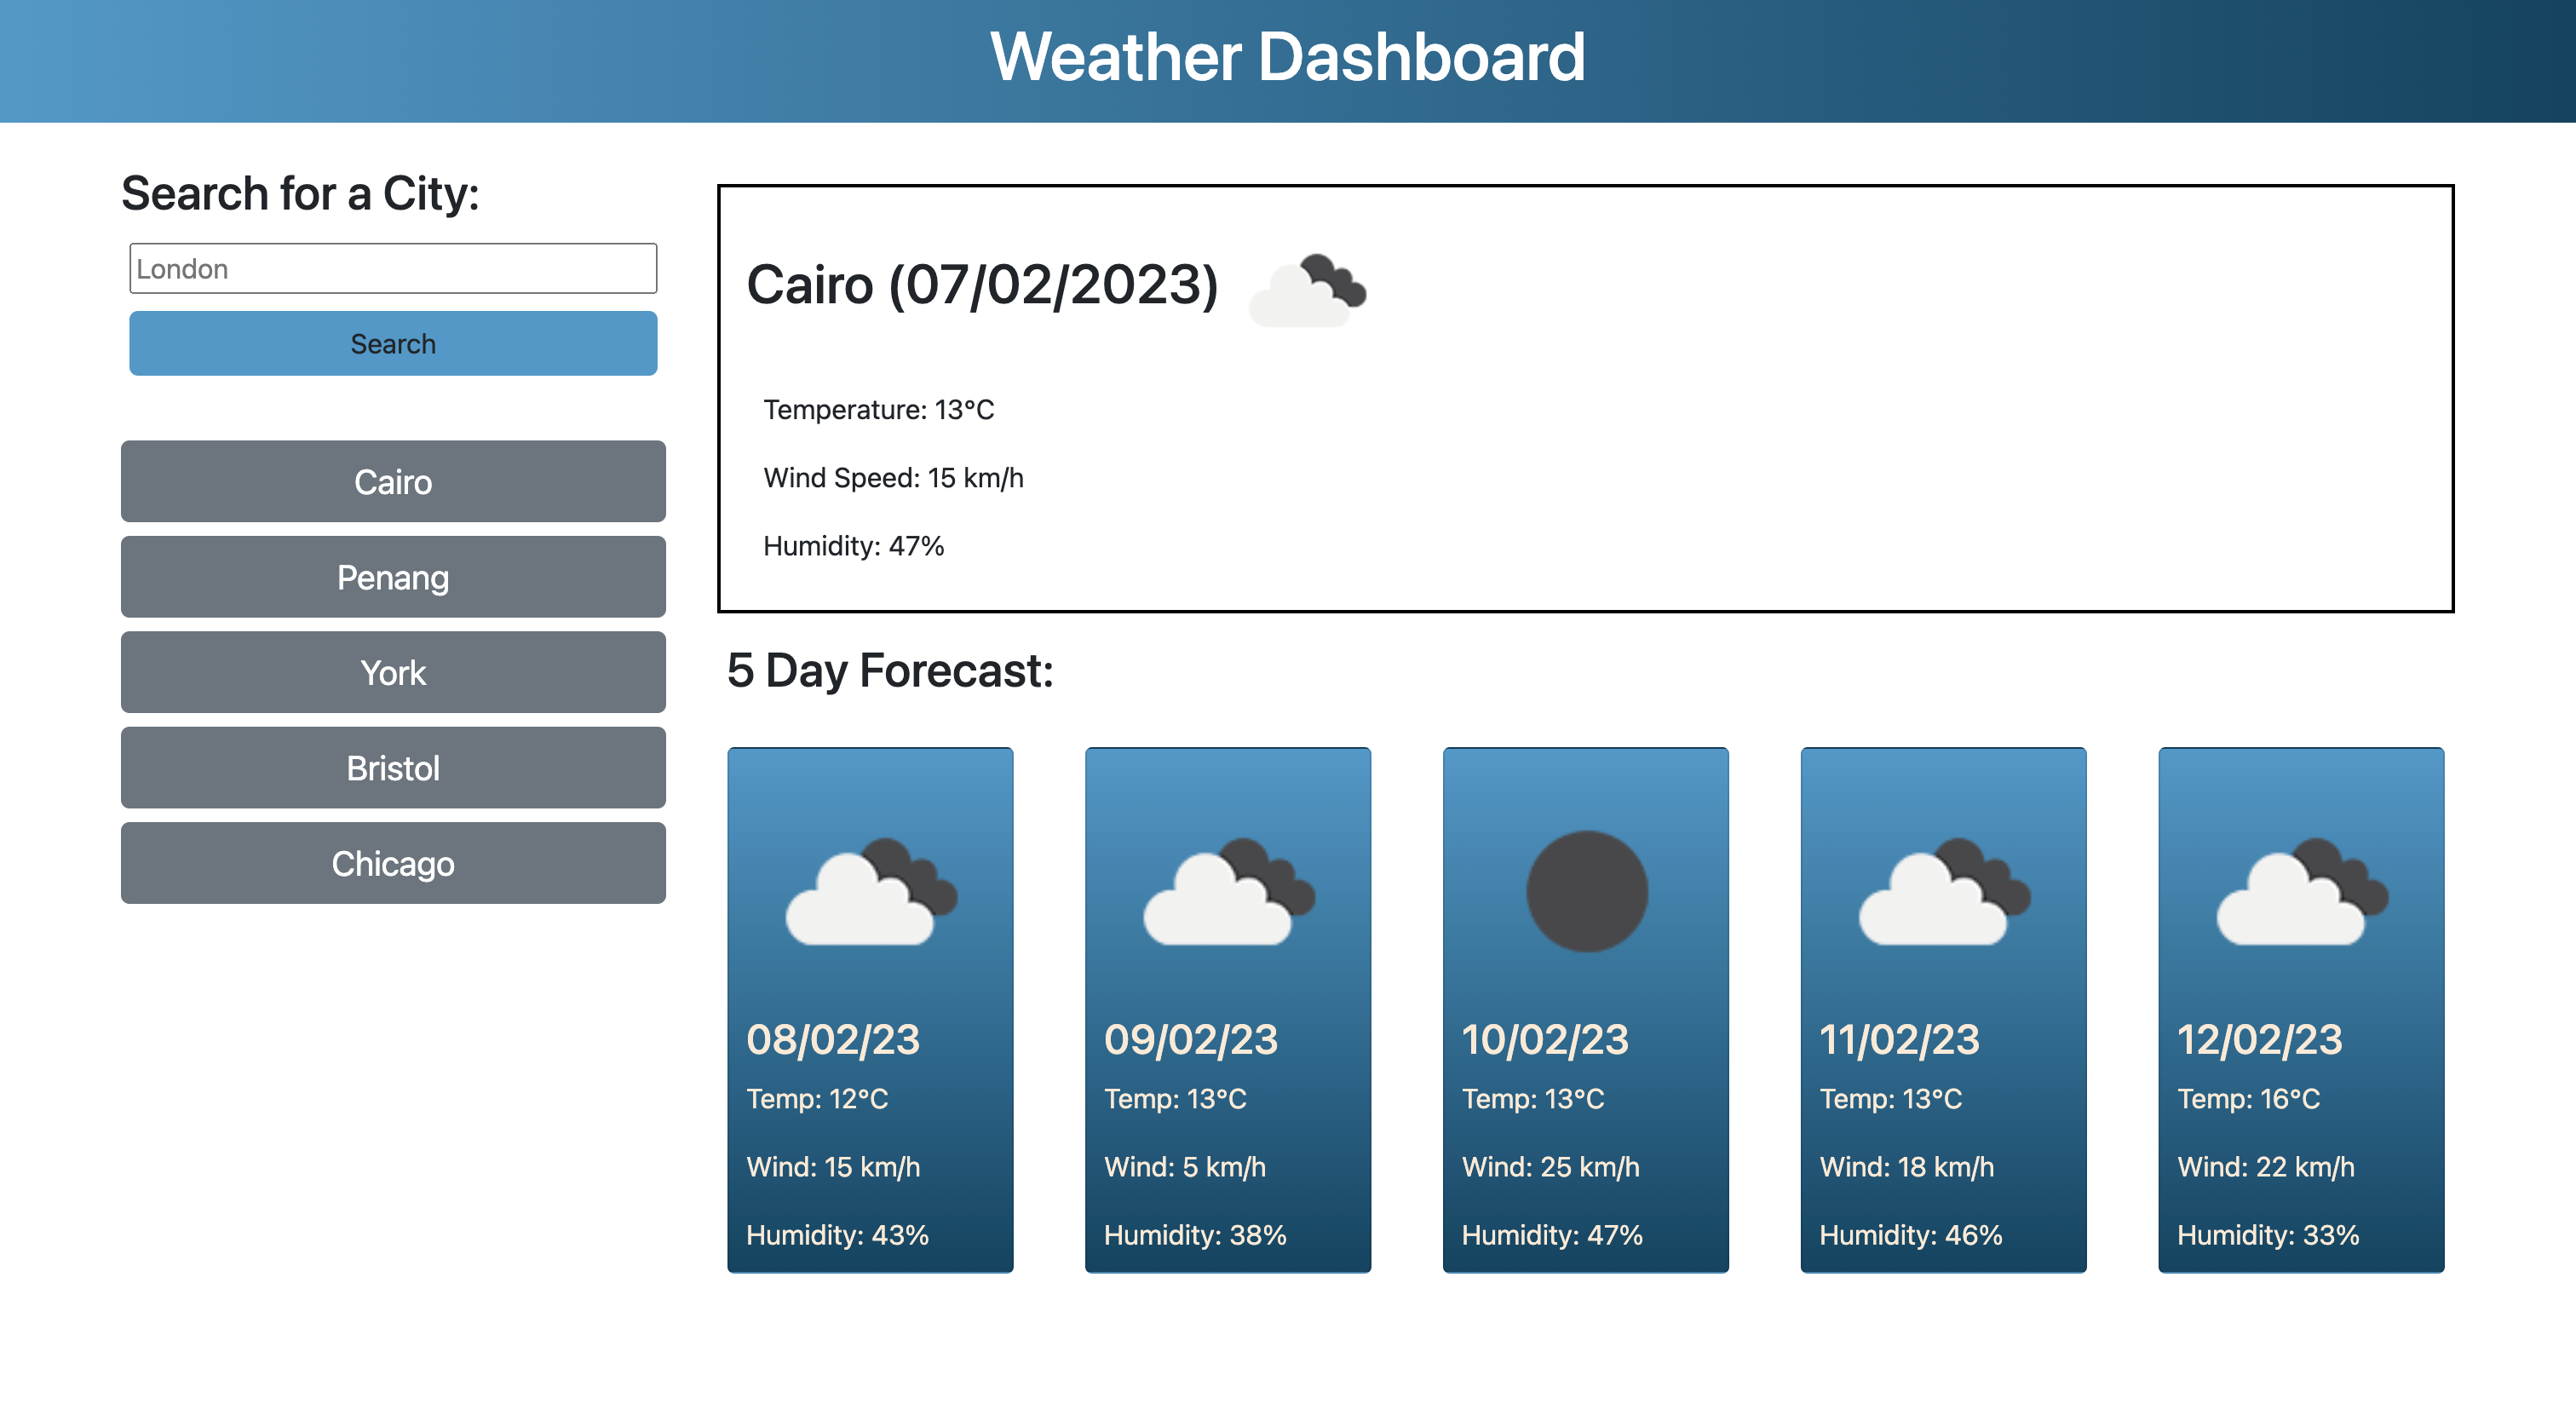 Weather Dashboard
Search for a City:
London
Search
Cairo
Penang
York
Bristol
Chicago
Cairo (07/02/2023)
Temperature: 13°C
Wind Speed: 15 km/h
Humidity: 47%
5 Day Forecast:
08/02/23
Temp: 12°C
Wind: 15 km/h
Humidity: 43%
09/02/23
Temp: 13°C
Wind: 5 km/h
Humidity: 38%
10/02/23
Temp: 13°C
Wind: 25 km/h
Humidity: 47%
11/02/23
Temp: 13°C
Wind: 18 km/h
Humidity: 46%
12/02/23
Temp: 16°C
Wind: 22 km/h
Humidity: 33%